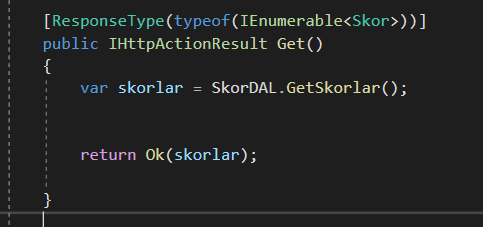 [ResponseType(typeof(IEnumerable<Skor>))]
public IHttpActionResult Get()
{
var skorlar = SkorDAL.GetSkorlar();
return Ok(skorlar);
}